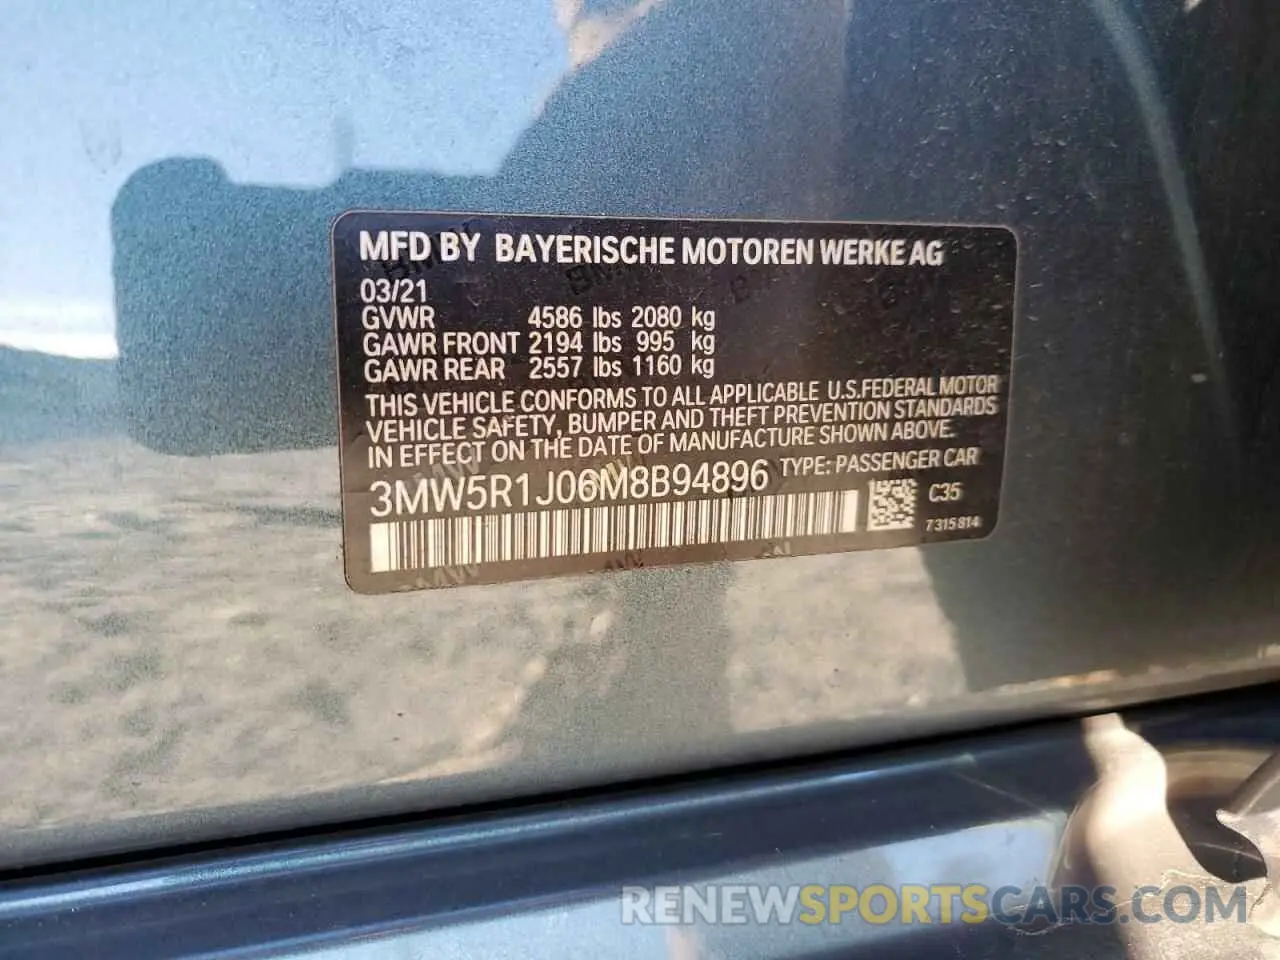 MFD BY BAYERISCHE MOTOREN WERKE AG
03/21
GVWR 4586 lbs 2080 kg
GAWR FRONT 2194 lbs 995 kg
GAWR REAR 2557 lbs 1160 kg
THIS VEHICLE CONFORMS TO ALL APPLICABLE U.S.FEDERAL MOTOR
VEHICLE SAFETY, BUMPER AND THEFT PREVENTION STANDARDS
IN EFFECT ON THE DATE OF MANUFACTURE SHOWN ABOVE.
3MW5R1J06M8B94896 TYPE: PASSENGER CAR
C35
7315814
RENEWSPORTSCARS.COM